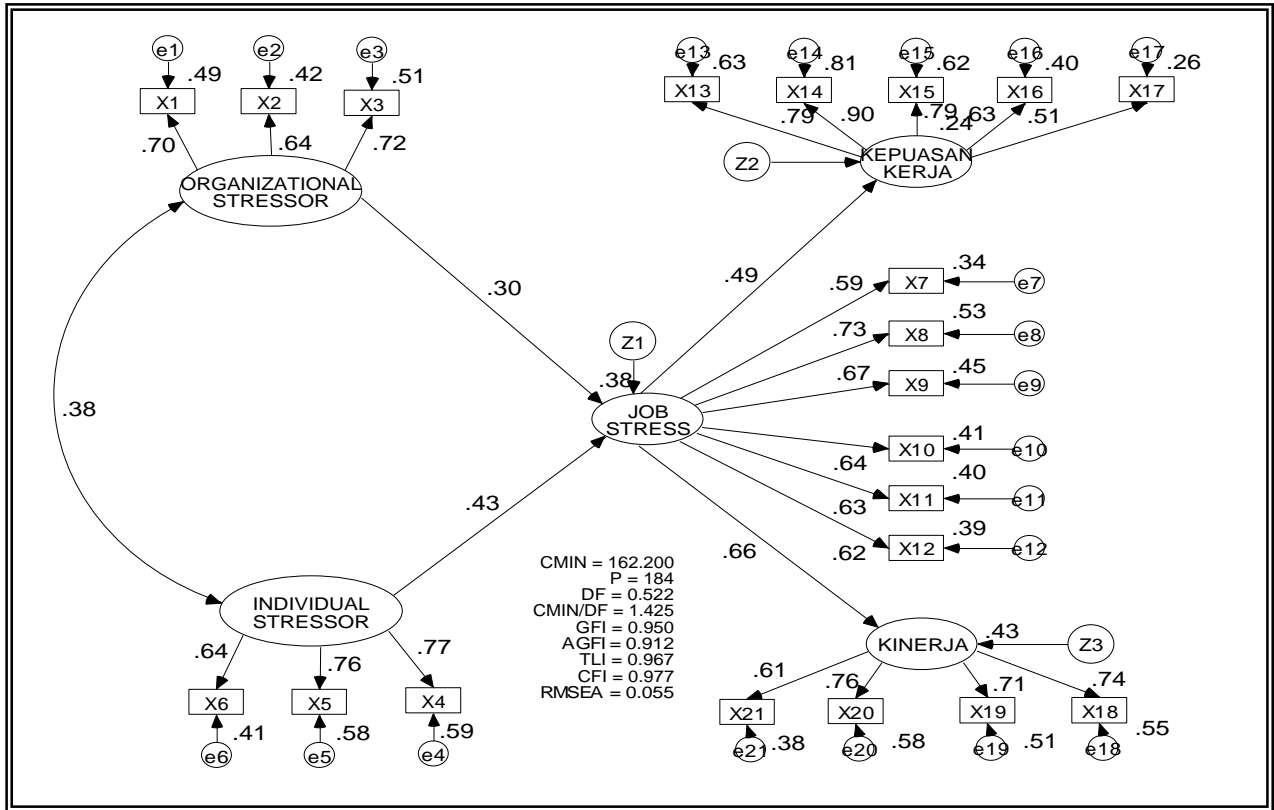 e1
e2
e3
.49
.42
.51
X1
X2
X3
.70
.64
.72
ORGANIZATIONAL
STRESSOR
e13
e14
e15
e16
e17
.63
.81
.62
.40
.26
X13
X14
X15
X16
X17
.79
.90
.79
.63
.51
.24
KEPUASAN
KERJA
Z2
.30
.49
.38
Z1
.38
JOB
STRESS
.43
.66
.59
X7
.34
e7
.73
X8
.53
e8
.67
X9
.45
e9
.64
X10
.41
e10
.63
X11
.40
e11
.62
X12
.39
e12
CMIN = 162.200
P = 184
DF = 0.522
CMIN/DF = 1.425
GFI = 0.950
AGFI = 0.912
TLI = 0.967
CFI = 0.977
RMSEA = 0.055
INDIVIDUAL
STRESSOR
.64
.76
.77
X6
X5
X4
.41
.58
.59
e6
e5
e4
KINERJA
.43
Z3
.61
.76
.71
.74
X21
X20
X19
X18
e21
.38
e20
.58
e19
.51
e18
.55